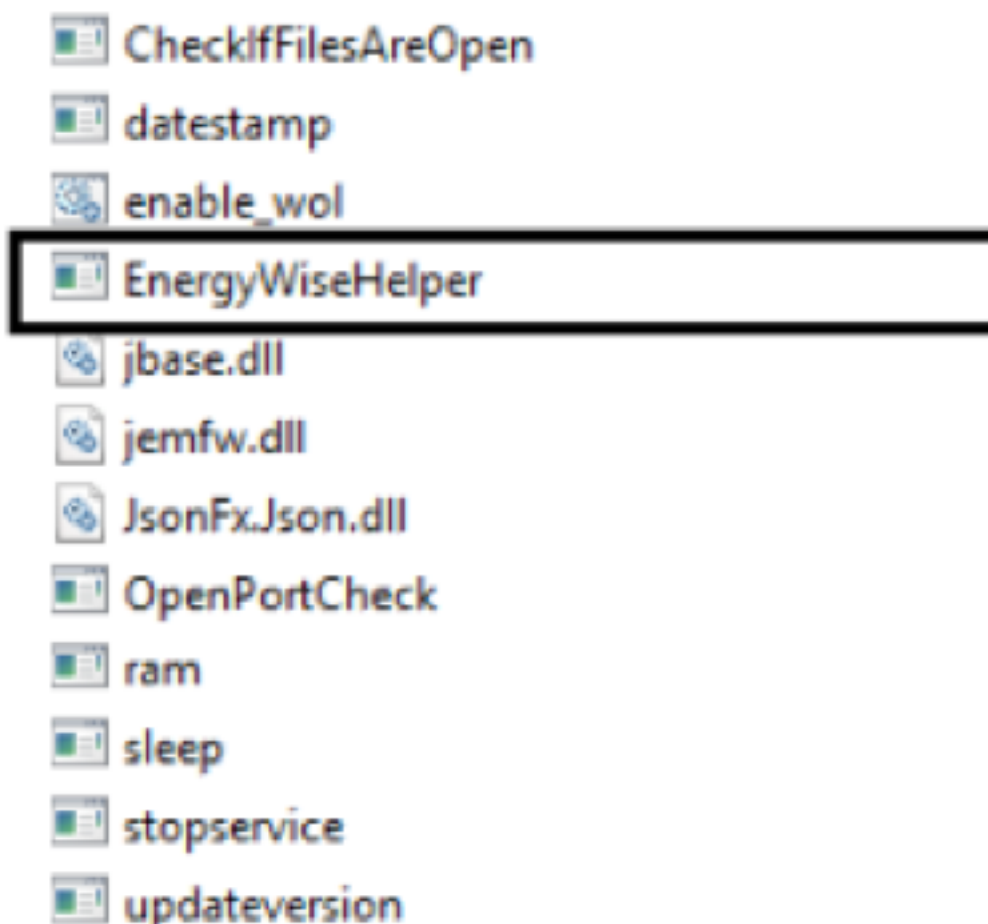 CheckIfFilesAreOpen
datestamp
enable_wol
EnergyWiseHelper
jbase.dll
jemfw.dll
JsonFx.Json.dll
OpenPortCheck
ram
sleep
stopservice
updateversion